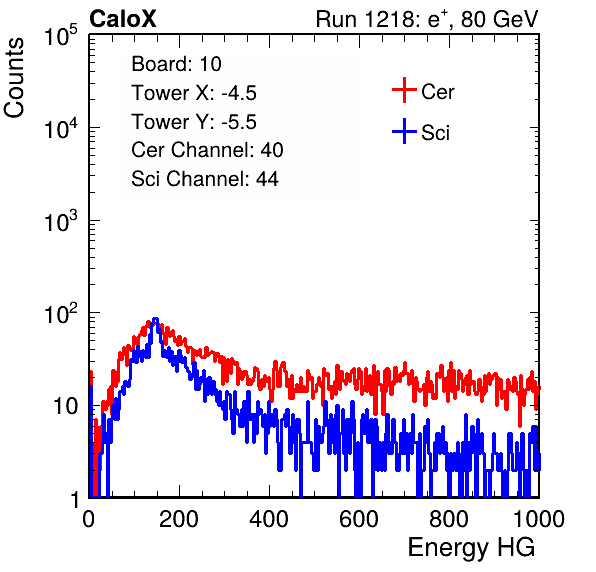 CaloX Run 1218: e⁺, 80 GeV
Counts
10⁵
10⁴
10³
10²
10
1
Board: 10
Tower X: -4.5
Tower Y: -5.5
Cer Channel: 40
Sci Channel: 44
Cer
Sci
0 200 400 600 800 1000
Energy HG